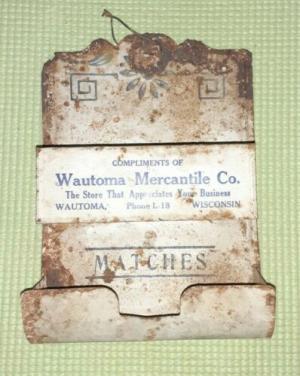 COMPLIMENTS OF
Wautoma Mercantile Co.
The Store That Appreciates Your Business
WAUTOMA, Phone L-18 WISCONSIN
MATCHES